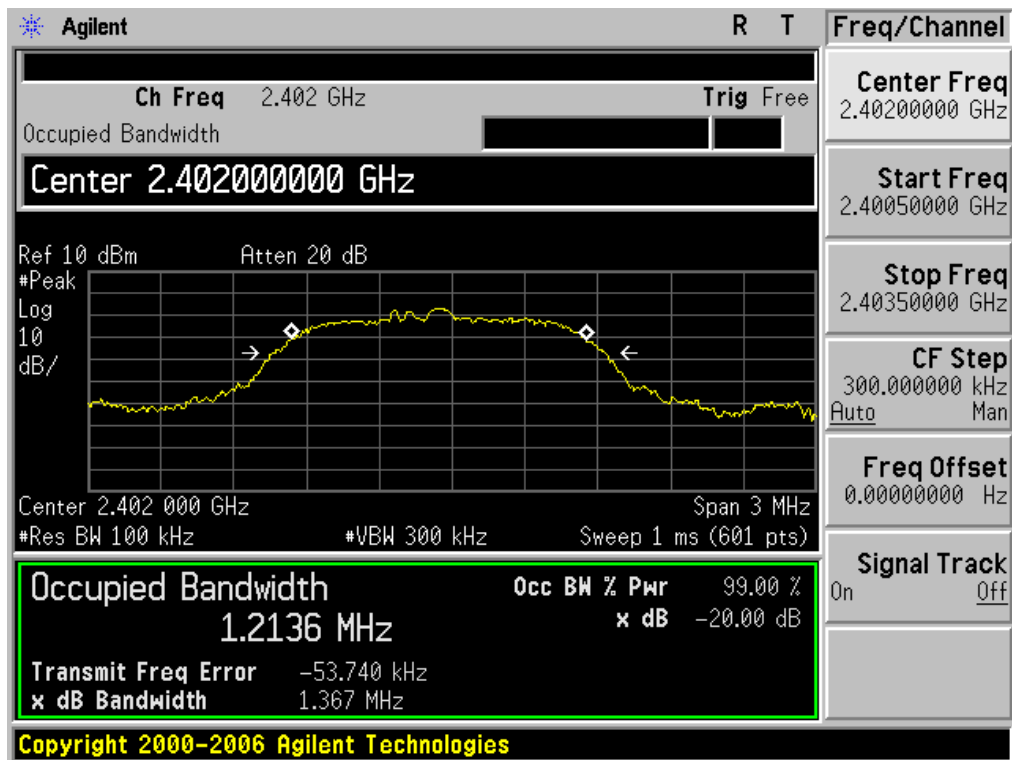 Agilent R T
Freq/Channel
Ch Freq 2.402 GHz Trig Free
Occupied Bandwidth
Center 2.402000000 GHz
Ref 10 dBm Atten 20 dB
#Peak
Log
10
dB/
Center 2.402 000 GHz Span 3 MHz
#Res BW 100 kHz #VBW 300 kHz Sweep 1 ms (601 pts)
Occupied Bandwidth Occ BW % Pwr 99.00 %
1.2136 MHz x dB -20.00 dB
Transmit Freq Error -53.740 kHz
x dB Bandwidth 1.367 MHz
Center Freq
2.40200000 GHz
Start Freq
2.40050000 GHz
Stop Freq
2.40350000 GHz
CF Step
300.000000 kHz
Auto Man
Freq Offset
0.00000000 Hz
Signal Track
On Off
Copyright 2000-2006 Agilent Technologies